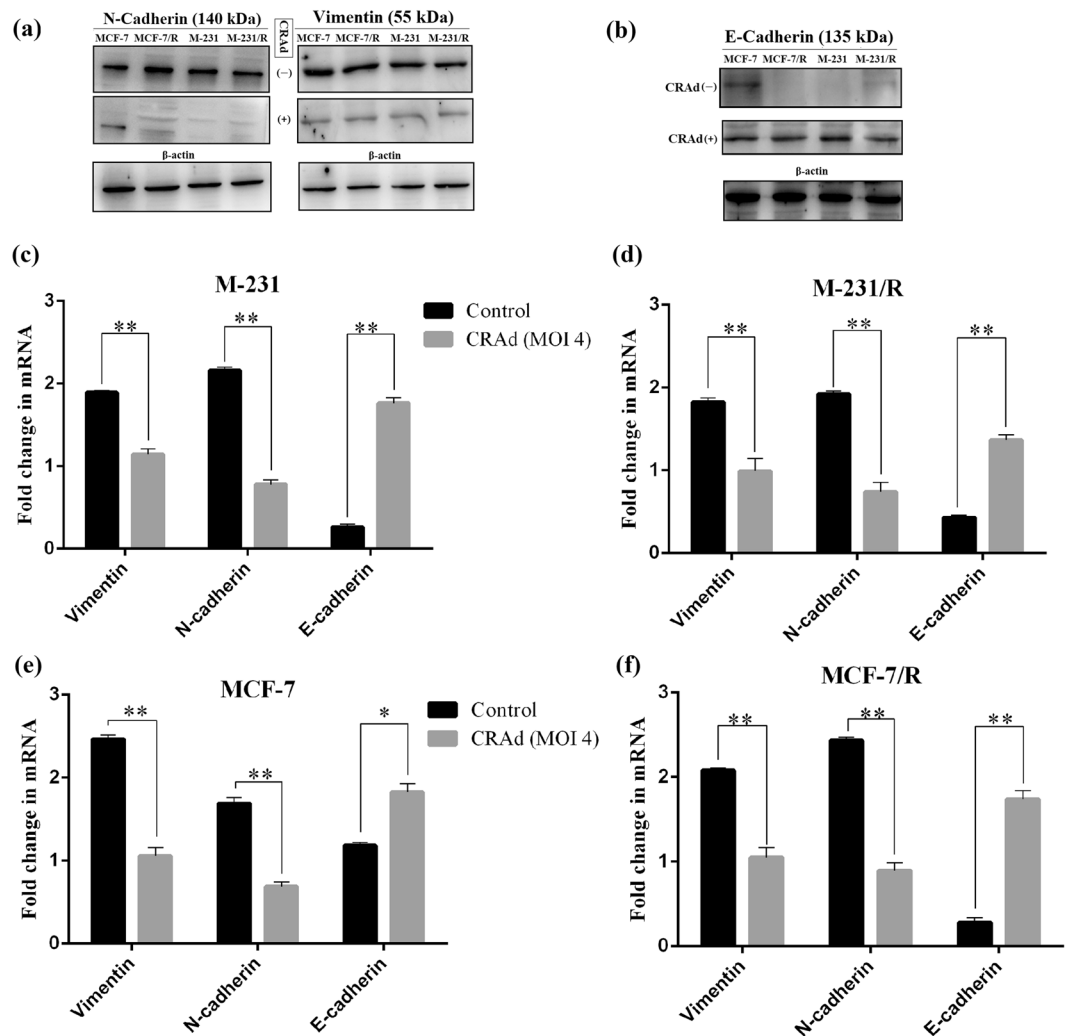 (a)
N-Cadherin (140 kDa)
MCF-7 MCF-7/R M-231 M-231/R
CRAd
Vimentin (55 kDa)
MCF-7 MCF-7/R M-231 M-231/R
(−)
(+)
β-actin
β-actin
(b)
E-Cadherin (135 kDa)
MCF-7 MCF-7/R M-231 M-231/R
CRAd(−)
CRAd(+)
β-actin
(c)
M-231
Fold change in mRNA
3
2
1
0
** ** **
Control
CRAd (MOI 4)
Vimentin
N-cadherin
E-cadherin
(d)
M-231/R
Fold change in mRNA
3
2
1
0
** ** **
Vimentin
N-cadherin
E-cadherin
(e)
MCF-7
Fold change in mRNA
3
2
1
0
** ** *
Control
CRAd (MOI 4)
Vimentin
N-cadherin
E-cadherin
(f)
MCF-7/R
Fold change in mRNA
3
2
1
0
** ** **
Vimentin
N-cadherin
E-cadherin